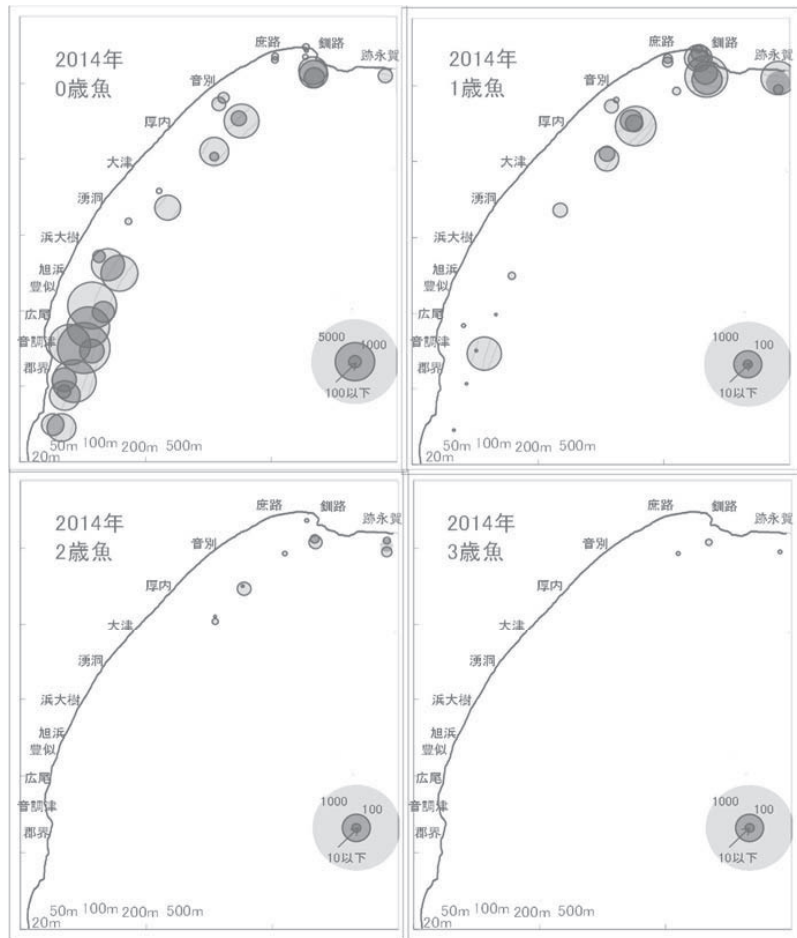 2014年
0歳魚
庶路
釧路
跡永賀
音別
厚内
大津
湧洞
浜大樹
旭浜
豊似
広尾
音調津
郡界
5000
1000
100以下
50m 100m 200m 500m
20m
2014年
1歳魚
庶路
釧路
跡永賀
音別
厚内
大津
湧洞
浜大樹
旭浜
豊似
広尾
音調津
郡界
1000
100
10以下
50m 100m 200m 500m
20m
2014年
2歳魚
庶路
釧路
跡永賀
音別
厚内
大津
湧洞
浜大樹
旭浜
豊似
広尾
音調津
郡界
1000
100
10以下
50m 100m 200m 500m
20m
2014年
3歳魚
庶路
釧路
跡永賀
音別
厚内
大津
湧洞
浜大樹
旭浜
豊似
広尾
音調津
郡界
1000
100
10以下
50m 100m 200m 500m
20m